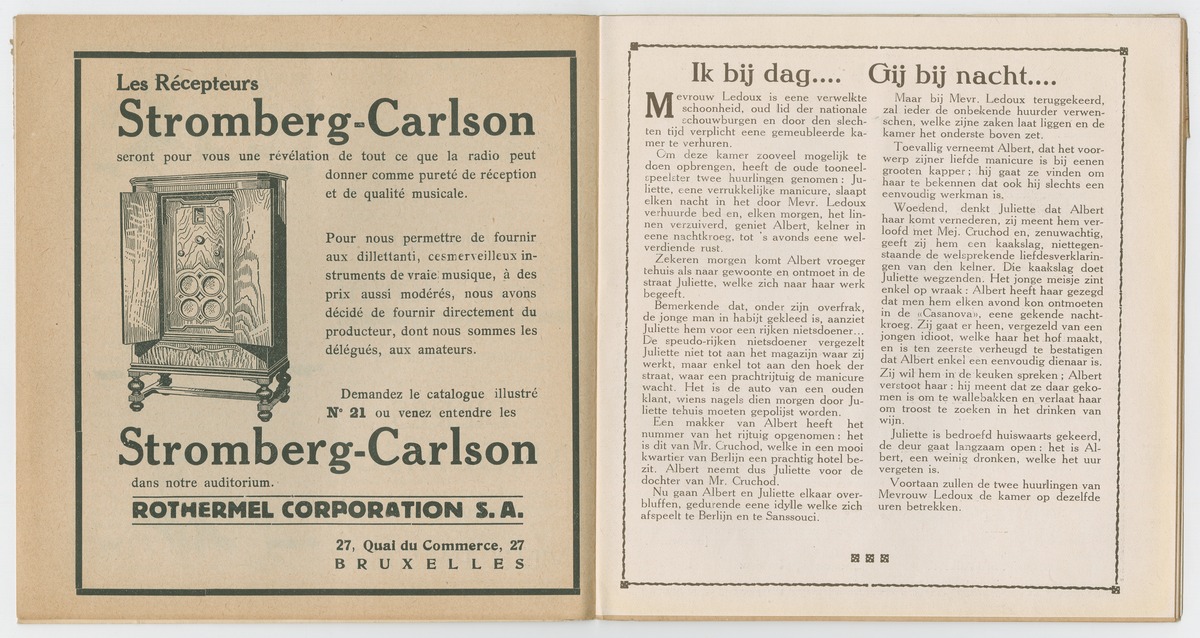 Les Récepteurs
Stromberg-Carlson
seront pour vous une révélation de tout ce que la radio peut
donner comme pureté de réception
et de qualité musicale.
Pour nous permettre de fournir
aux dillettanti, cesmerveilleux in-
struments de vraie musique, à des
prix aussi modérés, nous avons
décidé de fournir directement du
producteur, dont nous sommes les
délégués, aux amateurs.
Demandez le catalogue illustré
N° 21 ou venez entendre les
Stromberg-Carlson
dans notre auditorium.
ROTHERMEL CORPORATION S. A.
27, Quai du Commerce, 27
BRUXELLES
Ik bij dag.... Gij bij nacht....
Mevrouw Ledoux is eene verwelkte
schoonheid, oud lid der nationale
schouwburgen en door den slech-
ten tijd verplicht eene gemeubleerde ka-
mer te verhuren.
Om deze kamer zooveel mogelijk te
doen opbrengen, heeft de oude tooneel-
speelster twee huurlingen genomen : Ju-
liette, eene verrukkelijke manicure, slaapt
elken nacht in het door Mevr. Ledoux
verhuurde bed en, elken morgen, het lin-
nen verzuiverd, geniet Albert, kelner in
eene nachtkroeg, tot 's avonds eene wel-
verdiende rust.
Zekeren morgen komt Albert vroeger
tehuis als naar gewoonte en ontmoet in de
straat Juliette, welke zich naar haar werk
begeeft.
Bemerkende dat, onder zijn overfrak,
de jonge man in habijt gekleed is, aanziet
Juliette hem voor een rijken nietsdoener...
De speudo-rijken nietsdoener vergezelt
Juliette niet tot aan het magazijn waar zij
werkt, maar enkel tot aan den hoek der
straat, waar een prachtrijtuig de manicure
wacht. Het is de auto van een ouden
klant, wiens nagels dien morgen door Ju-
liette tehuis moeten gepolijst worden.
Een makker van Albert heeft het
nummer van het rijtuig opgenomen : het
is dit van Mr. Cruchod, welke in een mooi
kwartier van Berlijn een prachtig hotel be-
zit. Albert neemt dus Juliette voor de
dochter van Mr. Cruchod.
Nu gaan Albert en Juliette elkaar over-
bluffen, gedurende eene idylle welke zich
afspeelt te Berlijn en te Sanssouci.
Maar bij Mevr. Ledoux teruggekeerd,
zal ieder de onbekende huurder verwen-
schen, welke zijne zaken laat liggen en de
kamer het onderste boven zet.
Toevallig verneemt Albert, dat het voor-
werp zijner liefde manicure is bij eenen
grooten kapper ; hij gaat ze vinden om
haar te bekennen dat ook hij slechts een
eenvoudig werkman is.
Woedend, denkt Juliette dat Albert
haar komt vernederen, zij meent hem ver-
loofd met Mej. Cruchod en, zenuwachtig,
geeft zij hem een kaakslag, niettegen-
staande de welsprekende liefdesverklarin-
gen van den kelner. Die kaakslag doet
Juliette wegzenden. Het jonge meisje zint
enkel op wraak : Albert heeft haar gezegd
dat men hem elken avond kon ontmoeten
in de «Casanova», eene gekende nacht-
kroeg. Zij gaat er heen, vergezeld van een
jongen idioot, welke haar het hof maakt,
en is ten zeerste verheugd te bestatigen
dat Albert enkel een eenvoudig dienaar is.
Zij wil hem in de keuken spreken ; Albert
verstoot haar : hij meent dat ze daar geko-
men is om te wallebakken en verlaat haar
om troost te zoeken in het drinken van
wijn.
Juliette is bedroefd huiswaarts gekeerd,
de deur gaat langzaam open : het is Al-
bert, een weinig dronken, welke het uur
vergeten is.
Voortaan zullen de twee huurlingen van
Mevrouw Ledoux de kamer op dezelfde
uren betrekken.